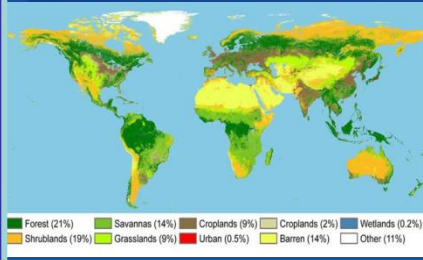 Forest (21%) Savannas (14%) Croplands (9%) Croplands (2%) Wetlands (0.2%)
Shrublands (19%) Grasslands (9%) Urban (0.5%) Barren (14%) Other (11%)